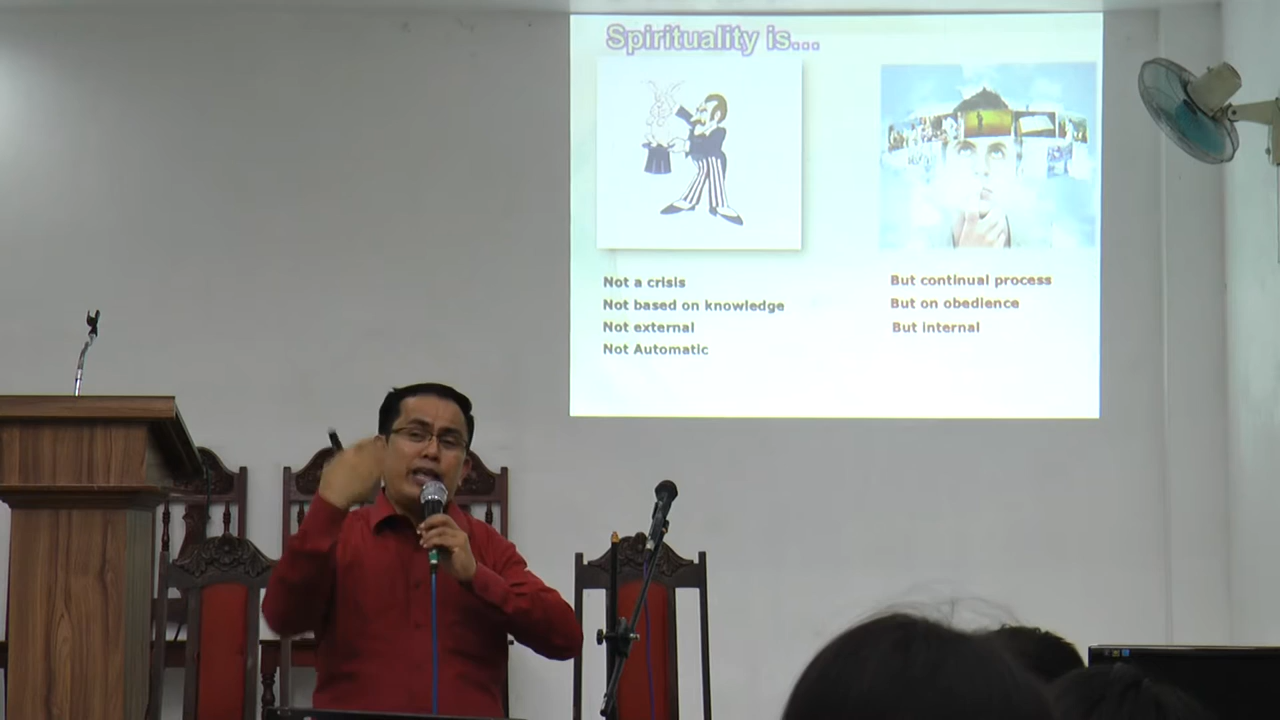 Spirituality is...
Not a crisis
Not based on knowledge
Not external
Not Automatic
But continual process
But on obedience
But internal